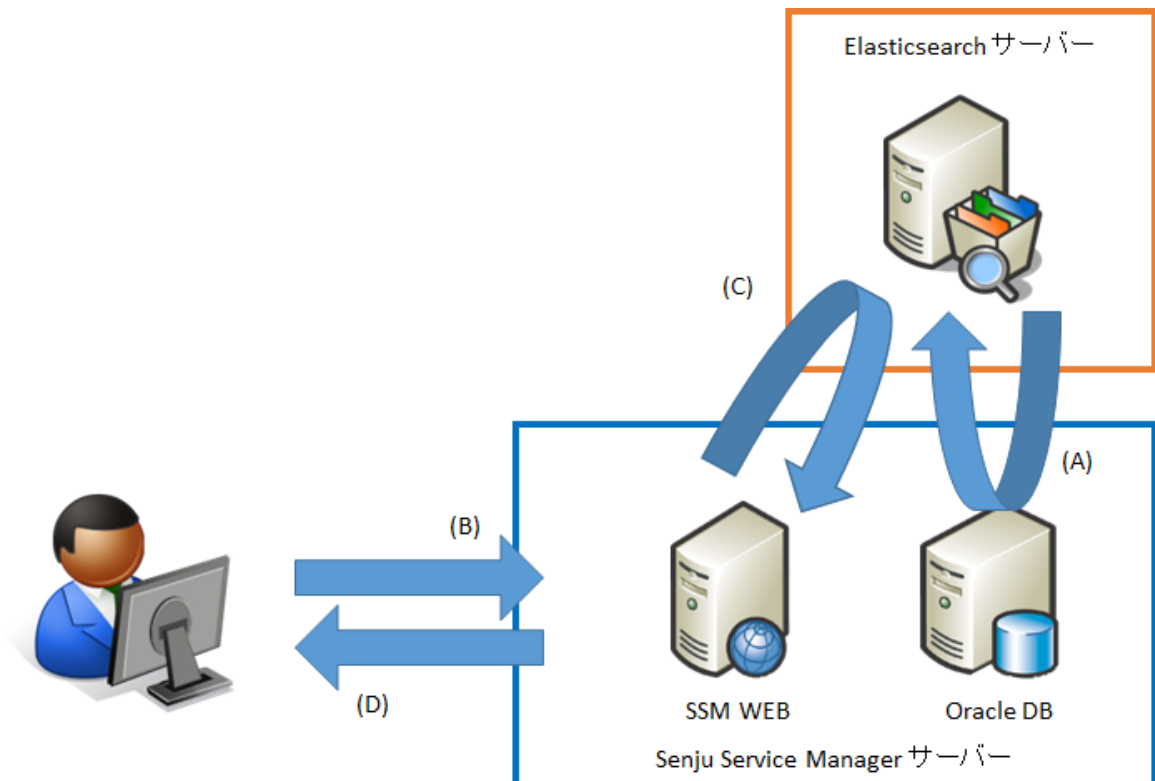 Elasticsearch サーバー
(C)
(A)
(B)
(D)
SSM WEB
Oracle DB
Senju Service Manager サーバー